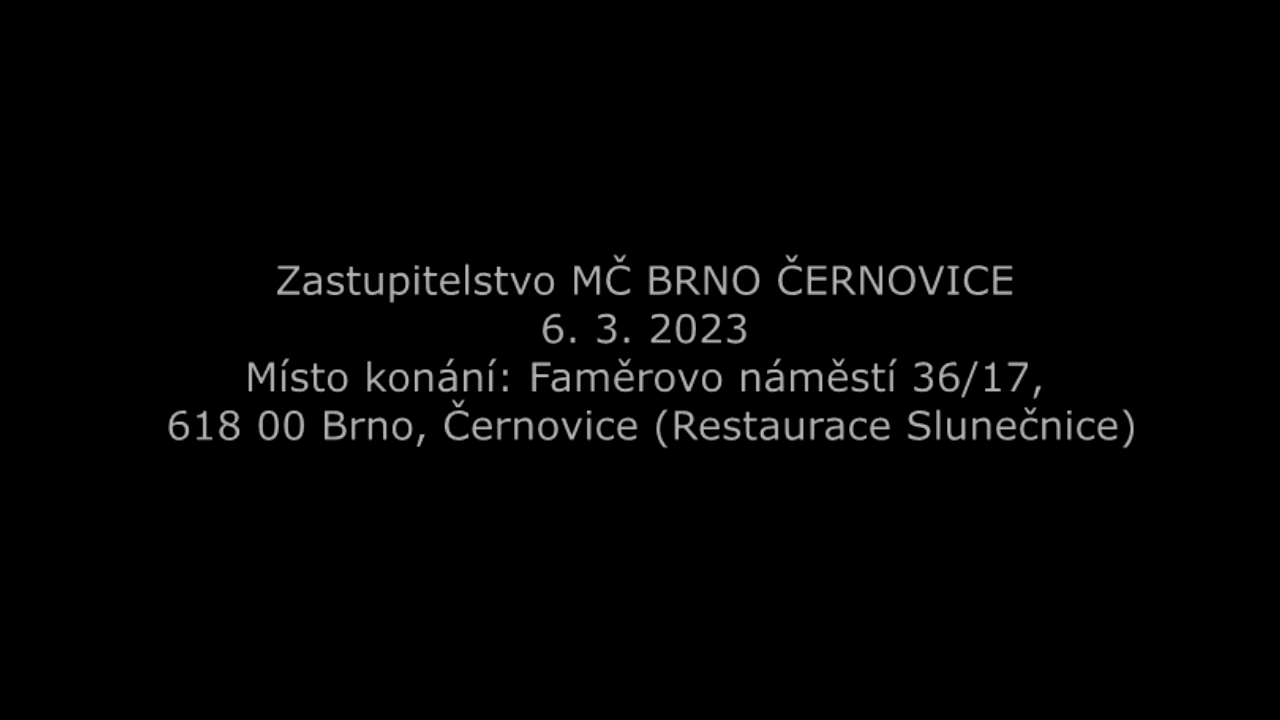 Zastupitelstvo MČ BRNO ČERNOVICE
6. 3. 2023
Místo konání: Faměrovo náměstí 36/17,
618 00 Brno, Černovice (Restaurace Slunečnice)